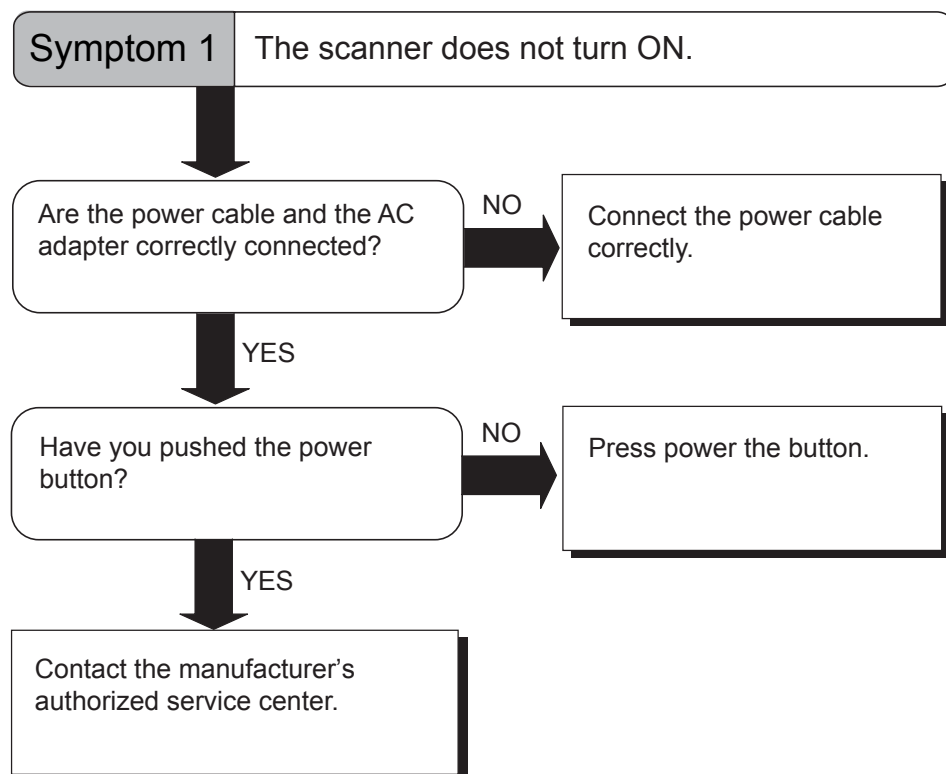 Symptom 1
The scanner does not turn ON.
Are the power cable and the AC
adapter correctly connected?
NO
Connect the power cable
correctly.
YES
Have you pushed the power
button?
NO
Press power the button.
YES
Contact the manufacturer’s
authorized service center.